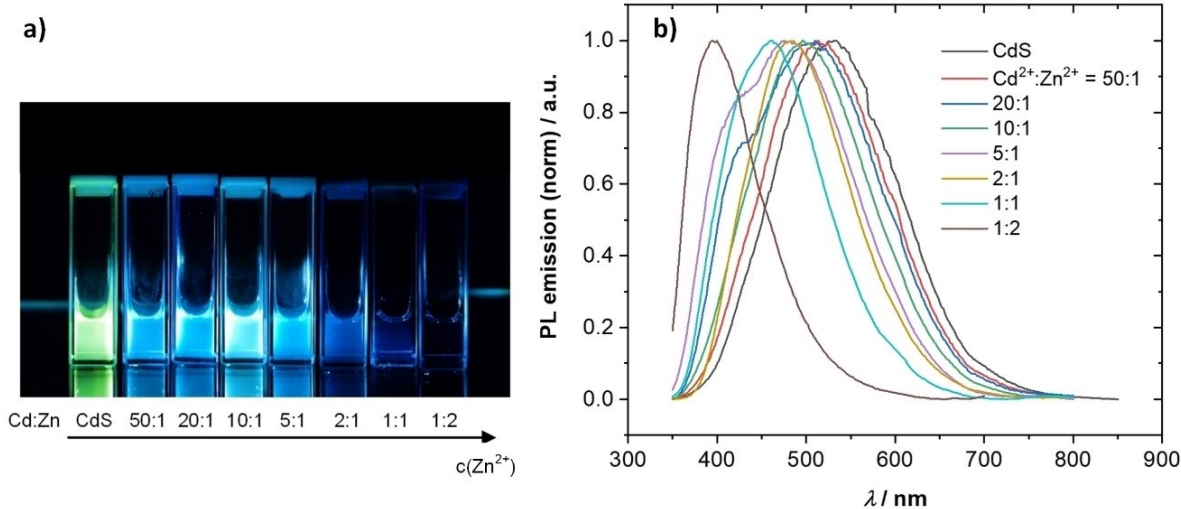 a)
Cd:Zn CdS 50:1 20:1 10:1 5:1 2:1 1:1 1:2
c(Zn²⁺)
b)
PL emission (norm) / a.u.
1.0
0.8
0.6
0.4
0.2
0.0
CdS
Cd²⁺:Zn²⁺ = 50:1
20:1
10:1
5:1
2:1
1:1
1:2
300 400 500 600 700 800 900
λ / nm